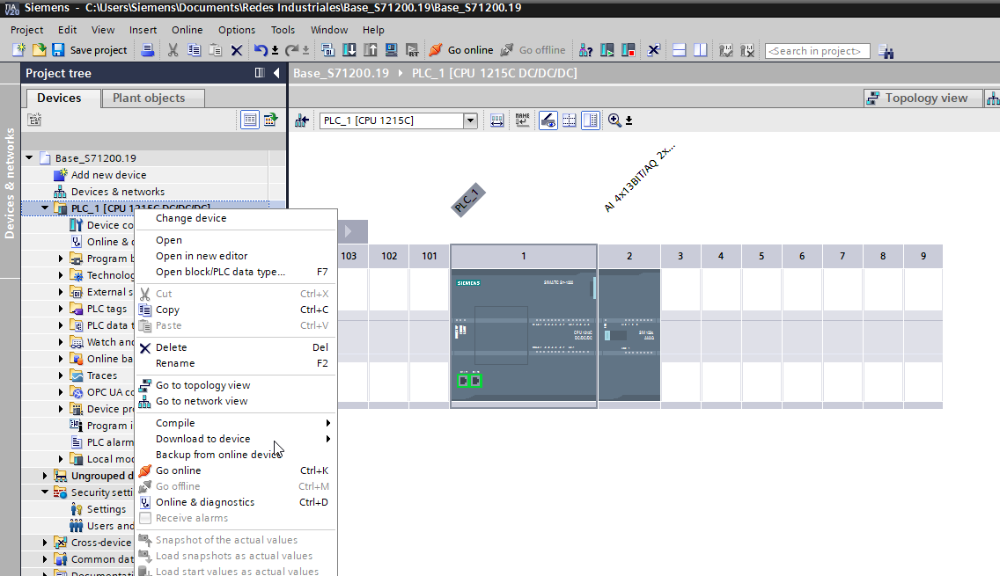 Siemens - C:\Users\Siemens\Documents\Redes Industriales\Base_S71200.19\Base_S71200.19
Project Edit View Insert Online Options Tools Window Help
Save project Go online Go offline <Search in project>
Project tree
Base_S71200.19 PLC_1 [CPU 1215C DC/DC/DC]
Devices Plant objects
Topology view
PLC_1 [CPU 1215C]
Devices & networks
Base_S71200.19
Add new device
Devices & networks
PLC_1 [CPU 1215C DC/DC/DC]
Device co
Online & d
Program b
Technolog
External s
PLC tags
PLC data t
Watch and
Online ba
Traces
OPC UA co
Device pro
Program i
PLC alarm
Local mod
Ungrouped d
Security setti
Settings
Users and
Cross-device
Common dat
Documentati
Change device
Open
Open in new editor
Open block/PLC data type... F7
Cut Ctrl+X
Copy Ctrl+C
Paste Ctrl+V
Delete Del
Rename F2
Go to topology view
Go to network view
Compile
Download to device
Backup from online device
Go online Ctrl+K
Go offline Ctrl+M
Online & diagnostics Ctrl+D
Receive alarms
Snapshot of the actual values
Load snapshots as actual values
Load start values as actual values
PLC_1
AI 4x13BIT/AQ 2x...
103 102 101 1 2 3 4 5 6 7 8 9
SIEMENS
CPU 1215C
DC/DC/DC